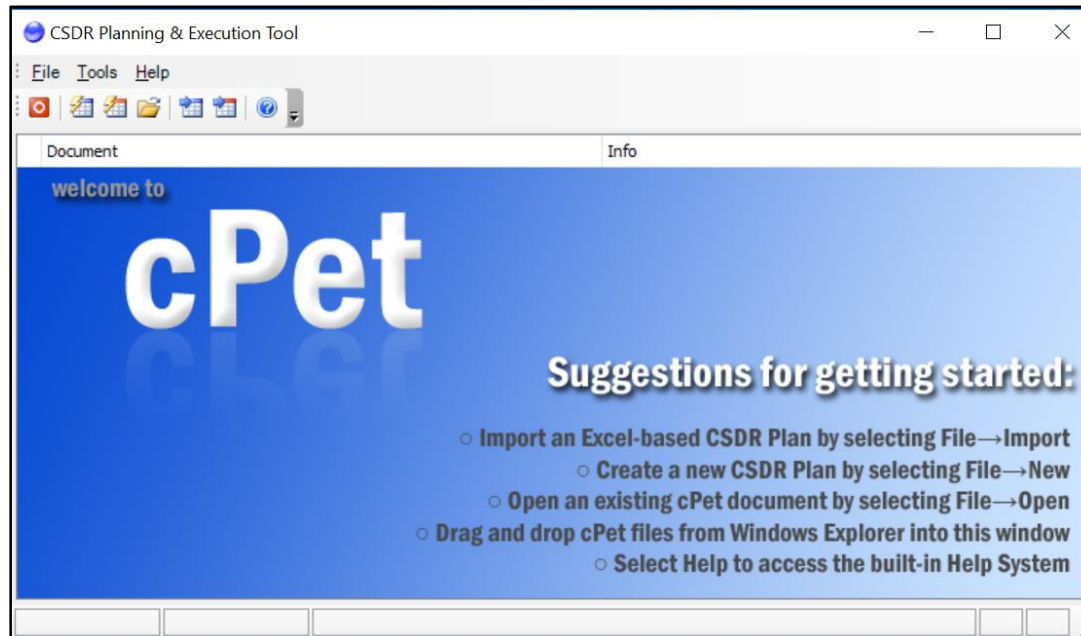 CSDR Planning & Execution Tool
File Tools Help
Document Info
welcome to
cPet
Suggestions for getting started:
○ Import an Excel-based CSDR Plan by selecting File→Import
○ Create a new CSDR Plan by selecting File→New
○ Open an existing cPet document by selecting File→Open
○ Drag and drop cPet files from Windows Explorer into this window
○ Select Help to access the built-in Help System